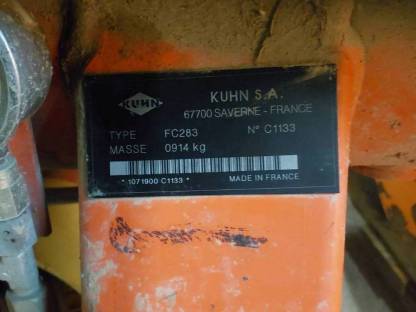 KUHN
KUHN S.A.
67700 SAVERNE - FRANCE
TYPE FC283 N° C1133
MASSE 0914 kg
* 1071900 C1133 * MADE IN FRANCE